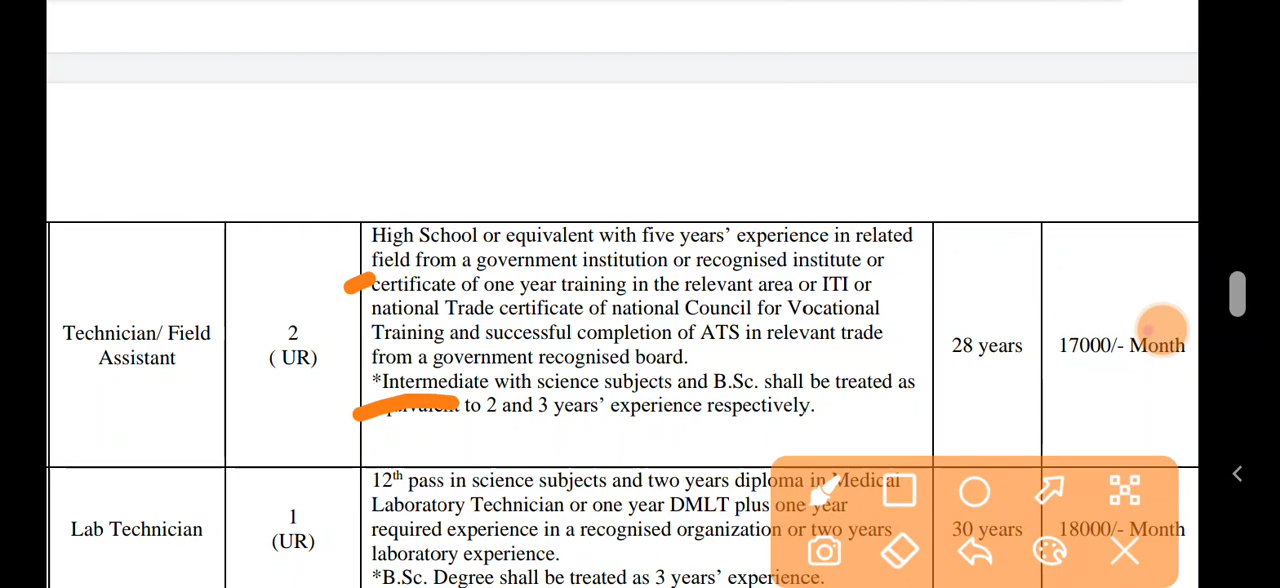 High School or equivalent with five years’ experience in related
field from a government institution or recognised institute or
certificate of one year training in the relevant area or ITI or
national Trade certificate of national Council for Vocational
Training and successful completion of ATS in relevant trade
from a government recognised board.
*Intermediate with science subjects and B.Sc. shall be treated as
equivalent to 2 and 3 years’ experience respectively.
Technician/ Field
Assistant
2
( UR)
28 years
17000/- Month
12th pass in science subjects and two years diploma in Medical
Laboratory Technician or one year DMLT plus one year
required experience in a recognised organization or two years
laboratory experience.
*B.Sc. Degree shall be treated as 3 years’ experience.
Lab Technician
1
(UR)
30 years
18000/- Month